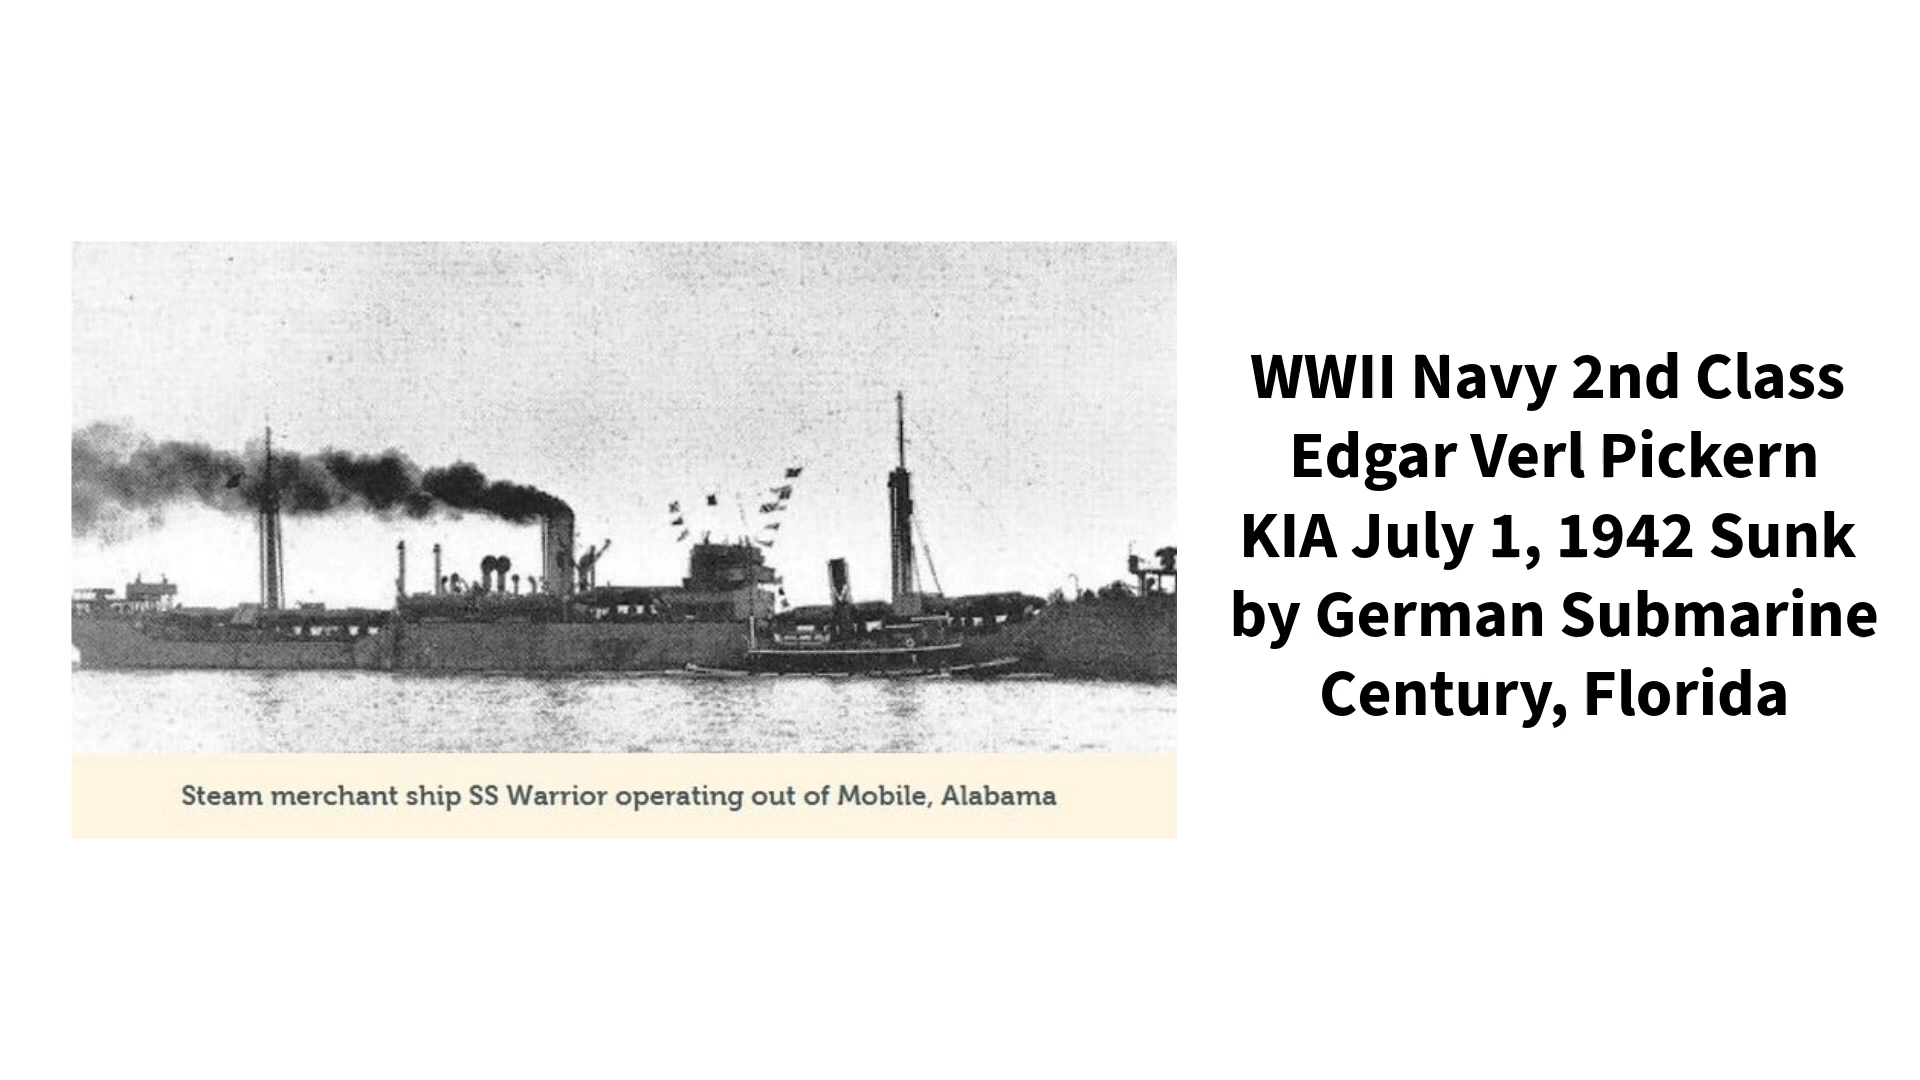 WWII Navy 2nd Class
Edgar Verl Pickern
KIA July 1, 1942 Sunk
by German Submarine
Century, Florida
Steam merchant ship SS Warrior operating out of Mobile, Alabama